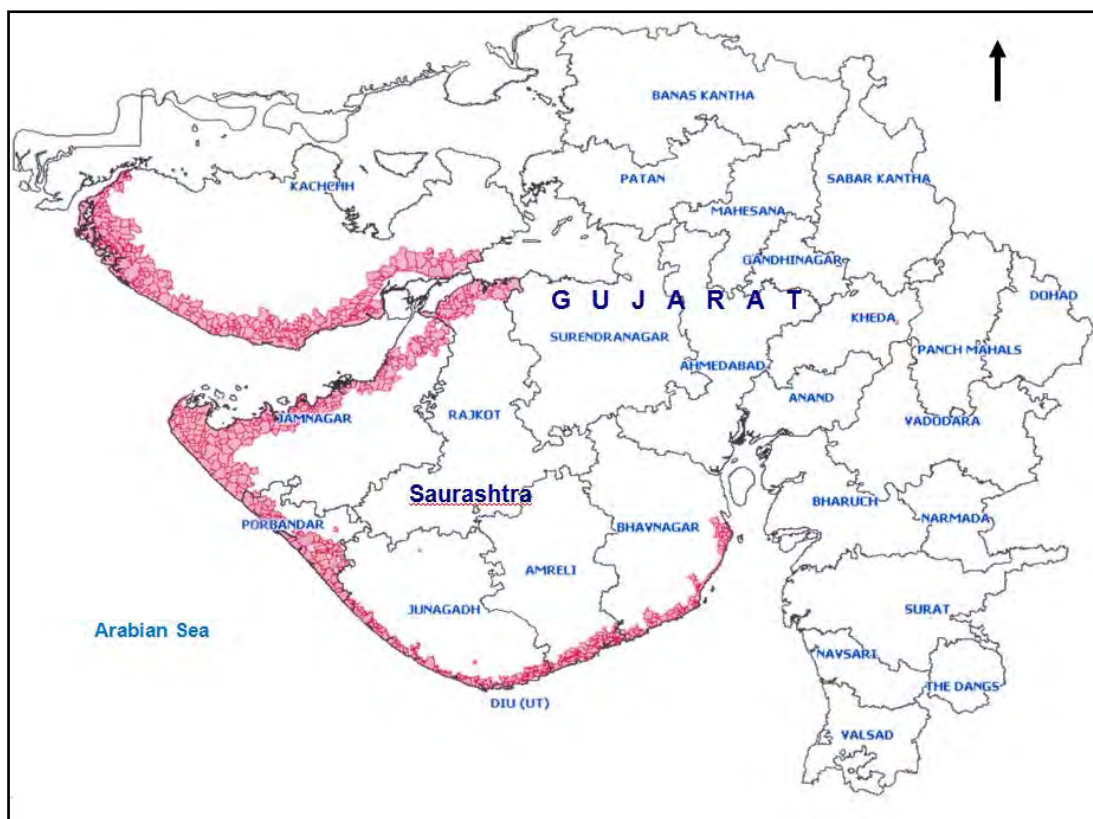 BANAS KANTHA
PATAN
SABAR KANTHA
KACHCHH
MAHESANA
GANDHINAGAR
GUJARAT
DOHAD
KHEDA
SURENDRANAGAR
PANCH MAHALS
AHMEDABAD
ANAND
JAMNAGAR
RAJKOT
VADODARA
Saurashtra
BHARUCH
NARMADA
PORBANDAR
BHAVNAGAR
AMRELI
JUNAGADH
SURAT
Arabian Sea
NAVSARI
THE DANGS
DIU (UT)
VALSAD